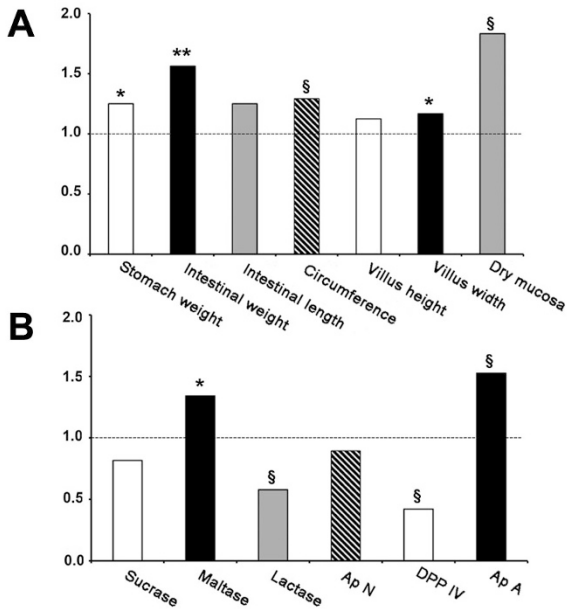 A
2.0
1.5
1.0
0.5
0.0
*
**
§
*
§
Stomach weight
Intestinal weight
Intestinal length
Circumference
Villus height
Villus width
Dry mucosa
B
2.0
1.5
1.0
0.5
0.0
*
§
§
§
Sucrase
Maltase
Lactase
Ap N
DPP IV
Ap A